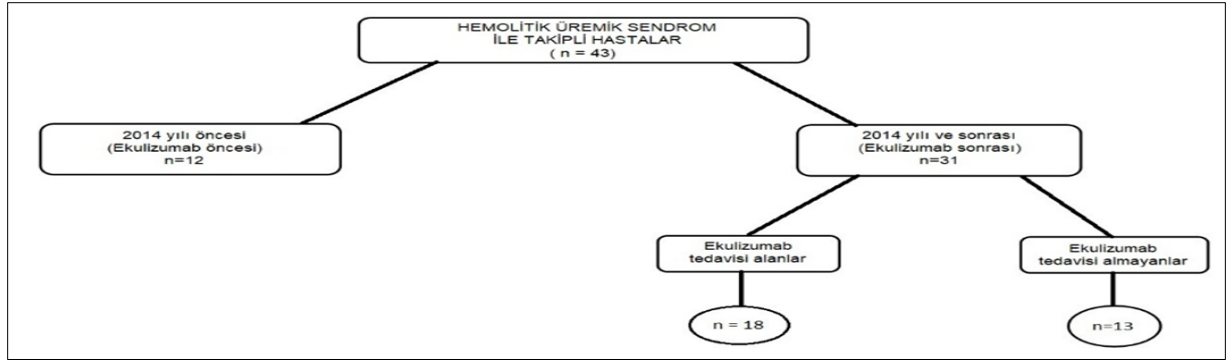 HEMOLİTİK ÜREMİK SENDROM
İLE TAKİPLİ HASTALAR
( n = 43)
2014 yılı öncesi
(Ekulizumab öncesi)
n=12
2014 yılı ve sonrası
(Ekulizumab sonrası)
n=31
Ekulizumab
tedavisi alanlar
Ekulizumab
tedavisi almayanlar
n = 18
n=13